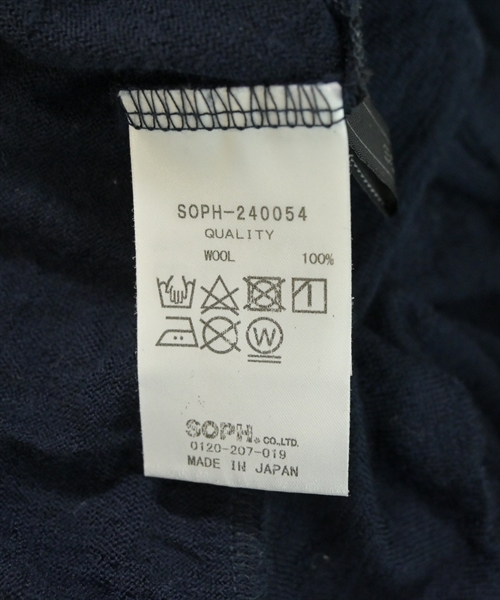 SOPH-240054
QUALITY
WOOL 100%
W
SOPH. CO.,LTD.
0120-207-019
MADE IN JAPAN